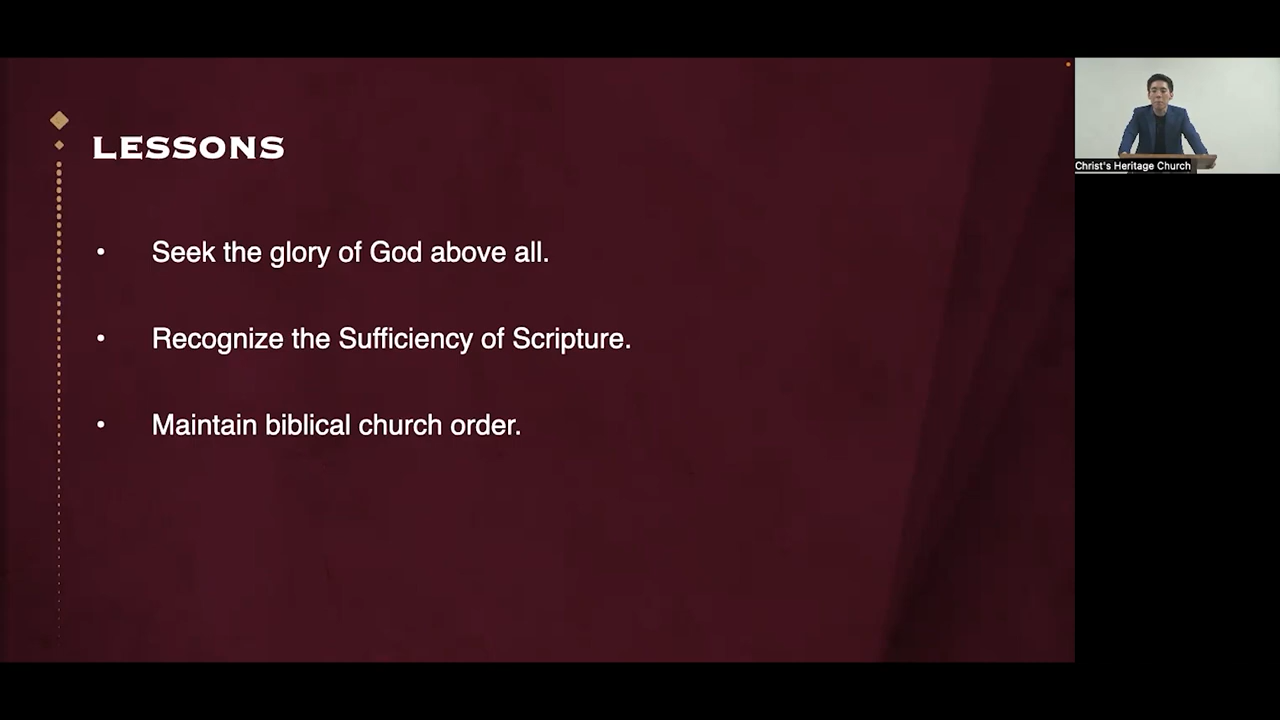 LESSONS
• Seek the glory of God above all.
• Recognize the Sufficiency of Scripture.
• Maintain biblical church order.
Christ's Heritage Church